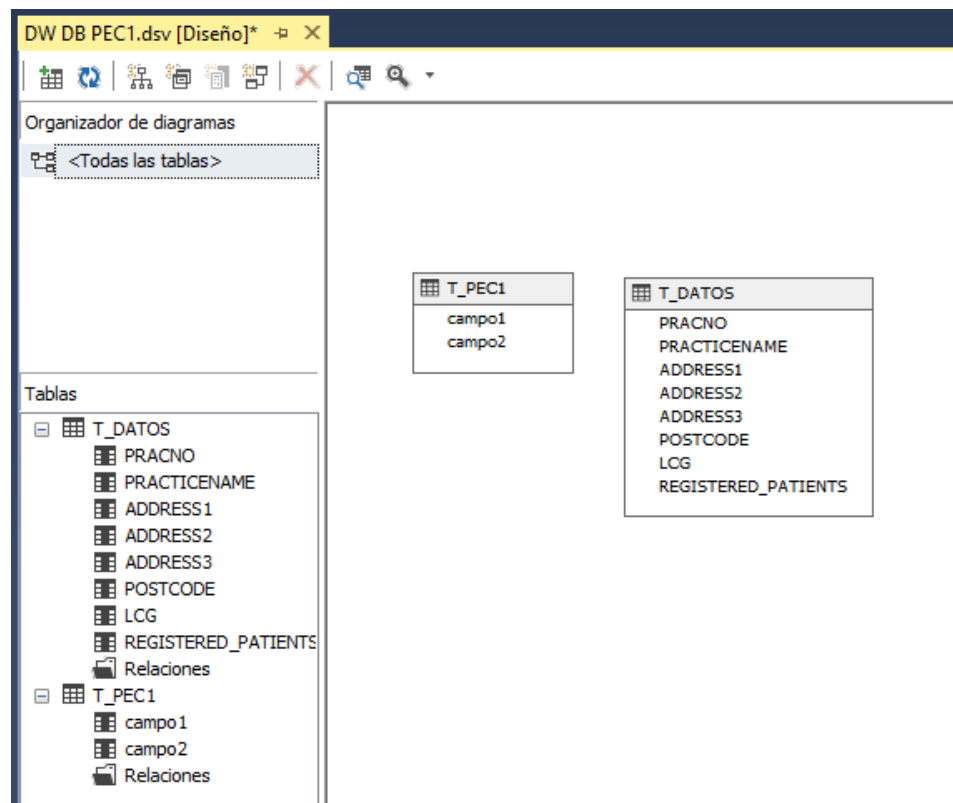 DW DB PEC1.dsv [Diseño]*
Organizador de diagramas
<Todas las tablas>
T_PEC1
campo1
campo2
T_DATOS
PRACNO
PRACTICENAME
ADDRESS1
ADDRESS2
ADDRESS3
POSTCODE
LCG
REGISTERED_PATIENTS
Tablas
T_DATOS
PRACNO
PRACTICENAME
ADDRESS1
ADDRESS2
ADDRESS3
POSTCODE
LCG
REGISTERED_PATIENTS
Relaciones
T_PEC1
campo1
campo2
Relaciones